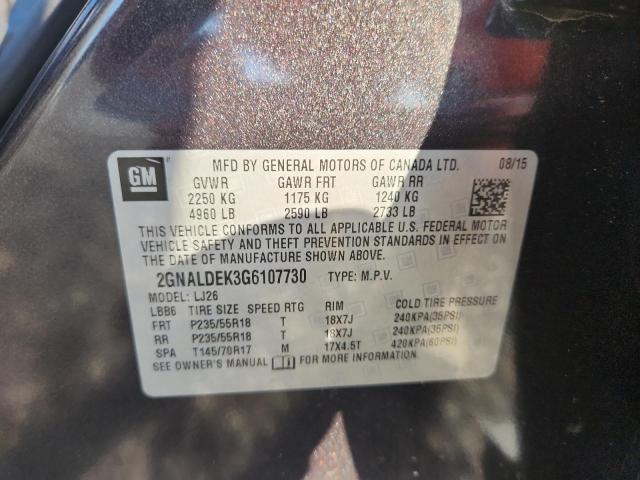 GM
MFD BY GENERAL MOTORS OF CANADA LTD. 08/15
GVWR GAWR FRT GAWR RR
2250 KG 1175 KG 1240 KG
4960 LB 2590 LB 2733 LB
THIS VEHICLE CONFORMS TO ALL APPLICABLE U.S. FEDERAL MOTOR
VEHICLE SAFETY AND THEFT PREVENTION STANDARDS IN EFFECT ON
THE DATE OF MANUFACTURE SHOWN ABOVE.
2GNALDEK3G6107730 TYPE: M.P.V.
MODEL: LJ26
LBB6 TIRE SIZE SPEED RTG RIM COLD TIRE PRESSURE
FRT P235/55R18 T 18X7J 240KPA(35PSI)
RR P235/55R18 T 18X7J 240KPA(35PSI)
SPA T145/70R17 M 17X4.5T 420KPA(60PSI)
SEE OWNER'S MANUAL FOR MORE INFORMATION.